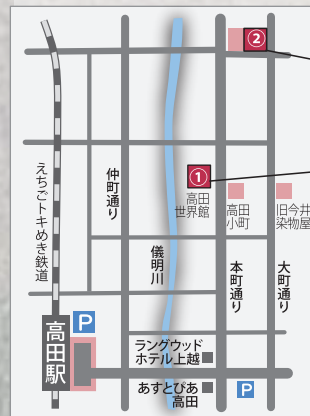 ②
①
えちごトキめき鉄道
仲町通り
高田
世界館
高田
小町
旧今井
染物屋
儀明川
本町通り
大町通り
P
高田駅
ラングウッド
ホテル上越
あすとぴあ
高田
P